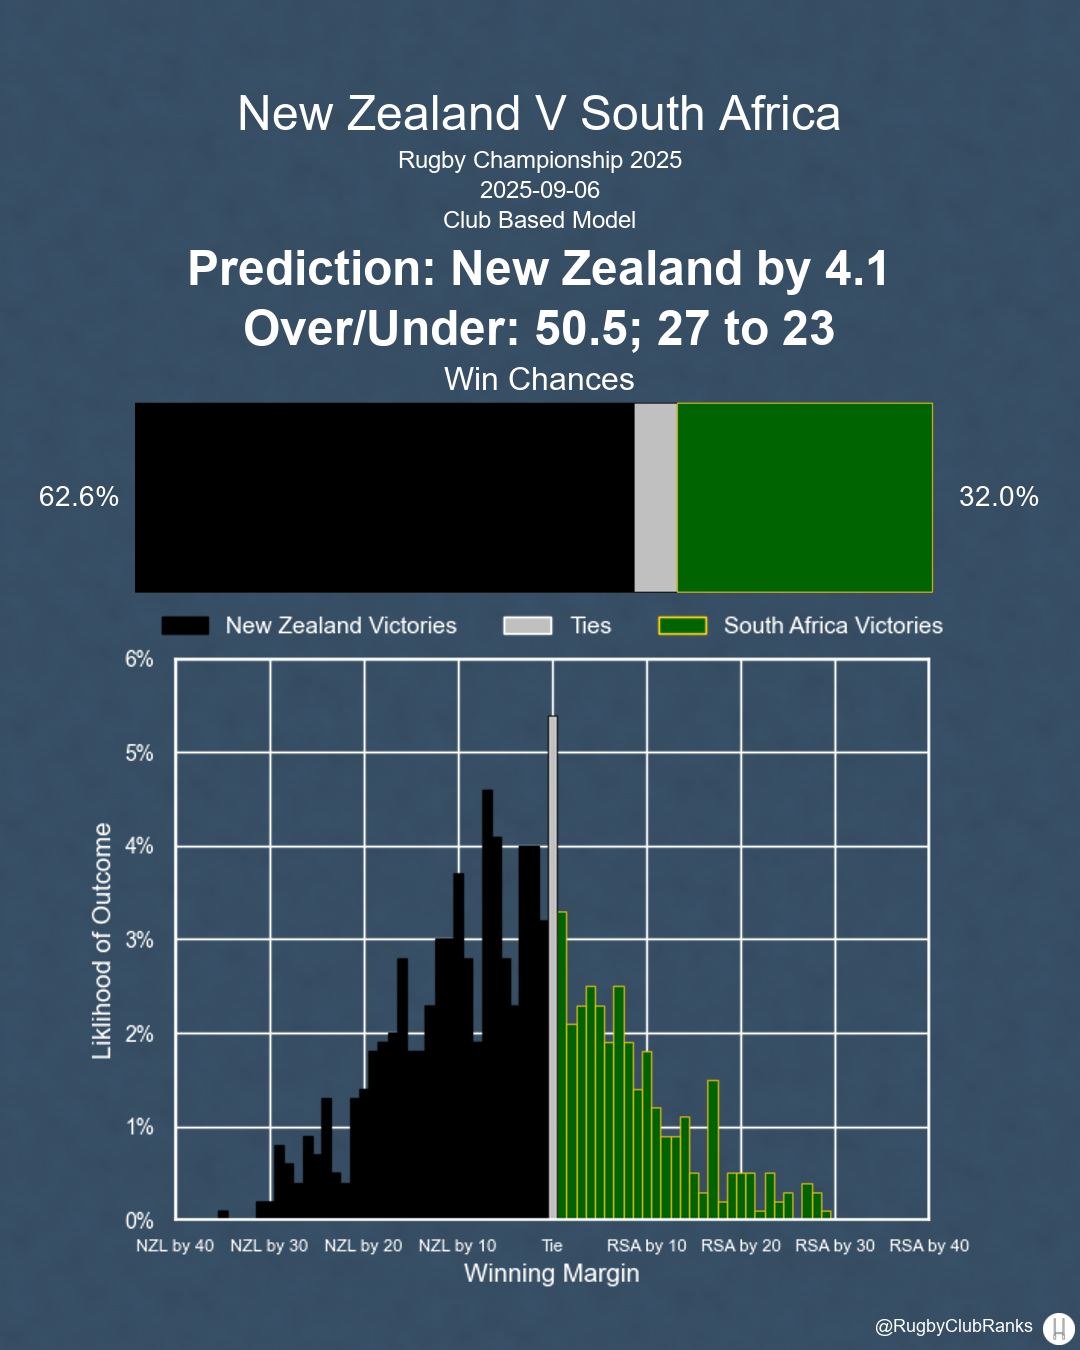 New Zealand V South Africa
Rugby Championship 2025
2025-09-06
Club Based Model
Prediction: New Zealand by 4.1
Over/Under: 50.5; 27 to 23
Win Chances
62.6%
32.0%
New Zealand Victories
Ties
South Africa Victories
6%
5%
4%
3%
2%
1%
0%
Liklihood of Outcome
NZL by 40
NZL by 30
NZL by 20
NZL by 10
Tie
RSA by 10
RSA by 20
RSA by 30
RSA by 40
Winning Margin
@RugbyClubRanks